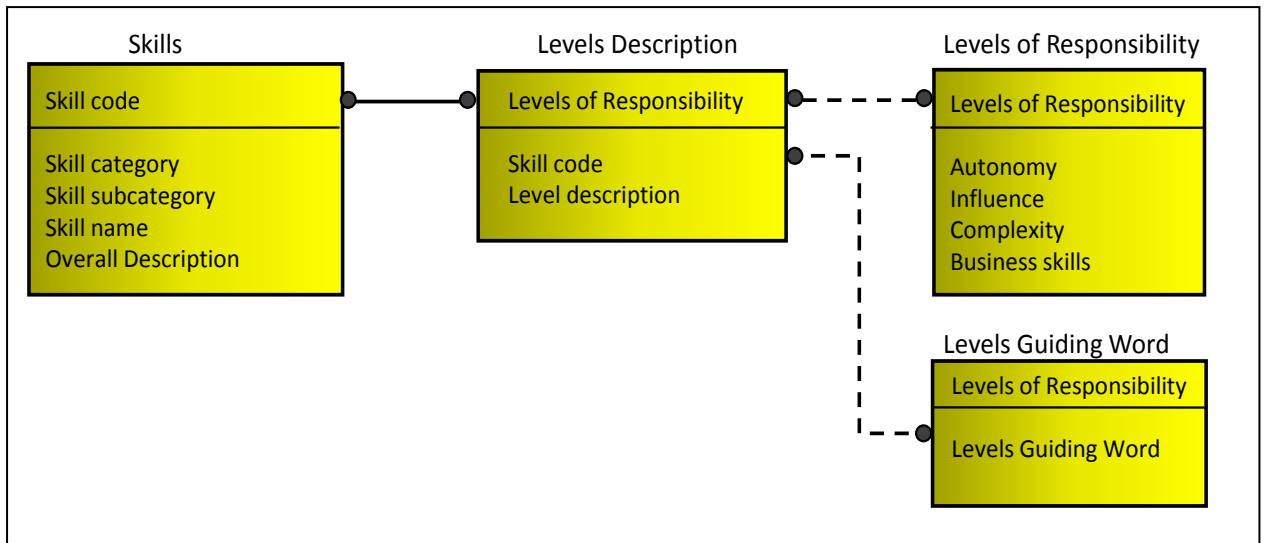 Skills
Skill code
Skill category
Skill subcategory
Skill name
Overall Description
Levels Description
Levels of Responsibility
Skill code
Level description
Levels of Responsibility
Levels of Responsibility
Autonomy
Influence
Complexity
Business skills
Levels Guiding Word
Levels of Responsibility
Levels Guiding Word